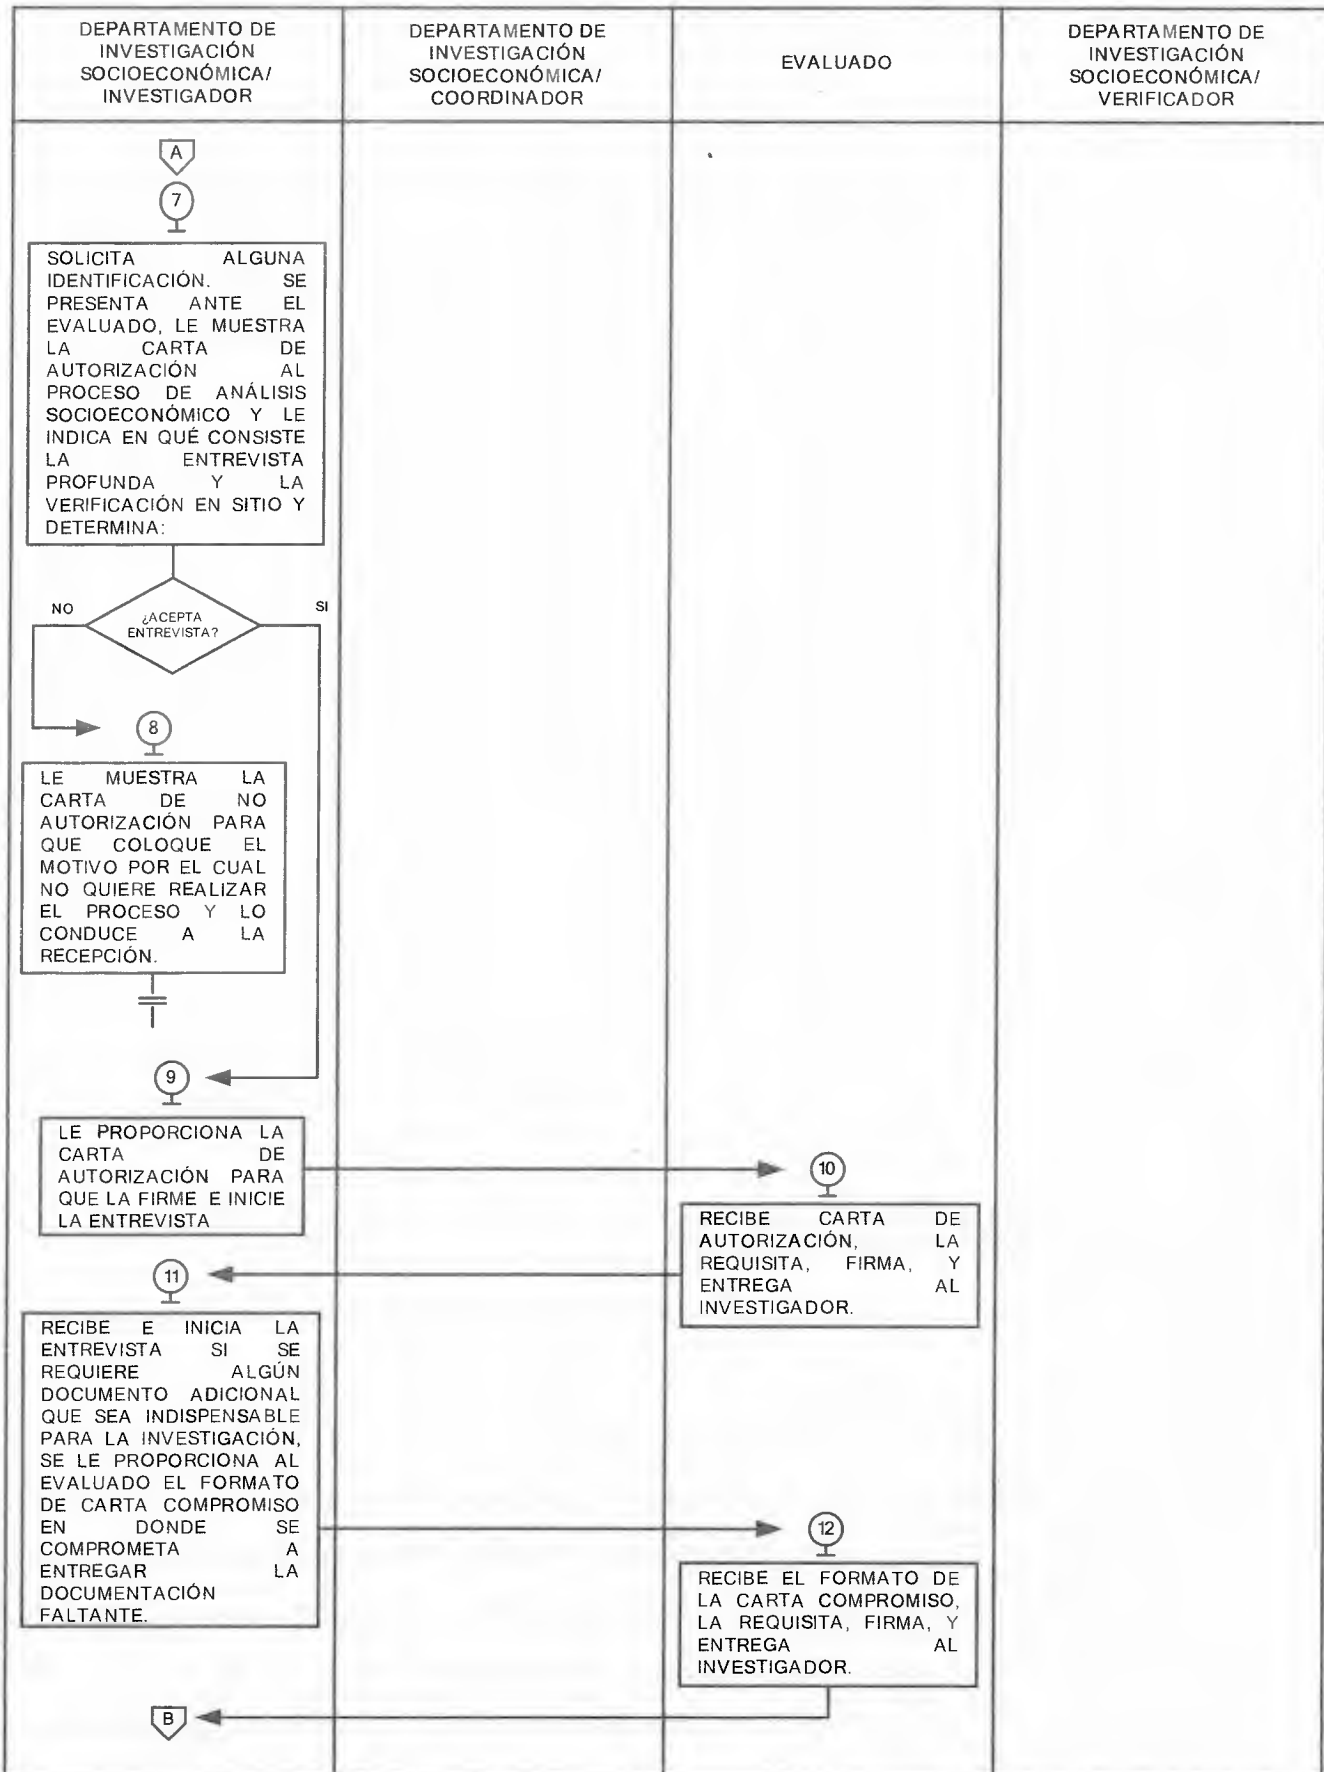 DEPARTAMENTO DE
INVESTIGACIÓN
SOCIOECONÓMICA/
INVESTIGADOR
DEPARTAMENTO DE
INVESTIGACIÓN
SOCIOECONÓMICA/
COORDINADOR
EVALUADO
DEPARTAMENTO DE
INVESTIGACIÓN
SOCIOECONÓMICA/
VERIFICADOR
A
7
SOLICITA ALGUNA
IDENTIFICACIÓN. SE
PRESENTA ANTE EL
EVALUADO, LE MUESTRA
LA CARTA DE
AUTORIZACIÓN AL
PROCESO DE ANÁLISIS
SOCIOECONÓMICO Y LE
INDICA EN QUÉ CONSISTE
LA ENTREVISTA
PROFUNDA Y LA
VERIFICACIÓN EN SITIO Y
DETERMINA:
NO
¿ACEPTA
ENTREVISTA?
SI
8
LE MUESTRA LA
CARTA DE NO
AUTORIZACIÓN PARA
QUE COLOQUE EL
MOTIVO POR EL CUAL
NO QUIERE REALIZAR
EL PROCESO Y LO
CONDUCE A LA
RECEPCIÓN.
9
LE PROPORCIONA LA
CARTA DE
AUTORIZACIÓN PARA
QUE LA FIRME E INICIE
LA ENTREVISTA
10
RECIBE CARTA DE
AUTORIZACIÓN, LA
REQUISITA, FIRMA, Y
ENTREGA AL
INVESTIGADOR.
11
RECIBE E INICIA LA
ENTREVISTA SI SE
REQUIERE ALGÚN
DOCUMENTO ADICIONAL
QUE SEA INDISPENSABLE
PARA LA INVESTIGACIÓN,
SE LE PROPORCIONA AL
EVALUADO EL FORMATO
DE CARTA COMPROMISO
EN DONDE SE
COMPROMETA A
ENTREGAR LA
DOCUMENTACIÓN
FALTANTE.
12
RECIBE EL FORMATO DE
LA CARTA COMPROMISO,
LA REQUISITA, FIRMA, Y
ENTREGA AL
INVESTIGADOR.
B